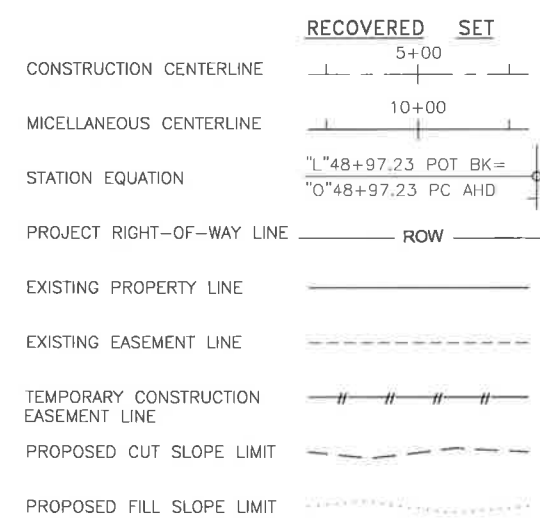 RECOVERED SET
CONSTRUCTION CENTERLINE 5+00
MICELLANEOUS CENTERLINE 10+00
STATION EQUATION "L"48+97.23 POT BK=
"O"48+97.23 PC AHD
PROJECT RIGHT-OF-WAY LINE ROW
EXISTING PROPERTY LINE
EXISTING EASEMENT LINE
TEMPORARY CONSTRUCTION
EASEMENT LINE
PROPOSED CUT SLOPE LIMIT
PROPOSED FILL SLOPE LIMIT